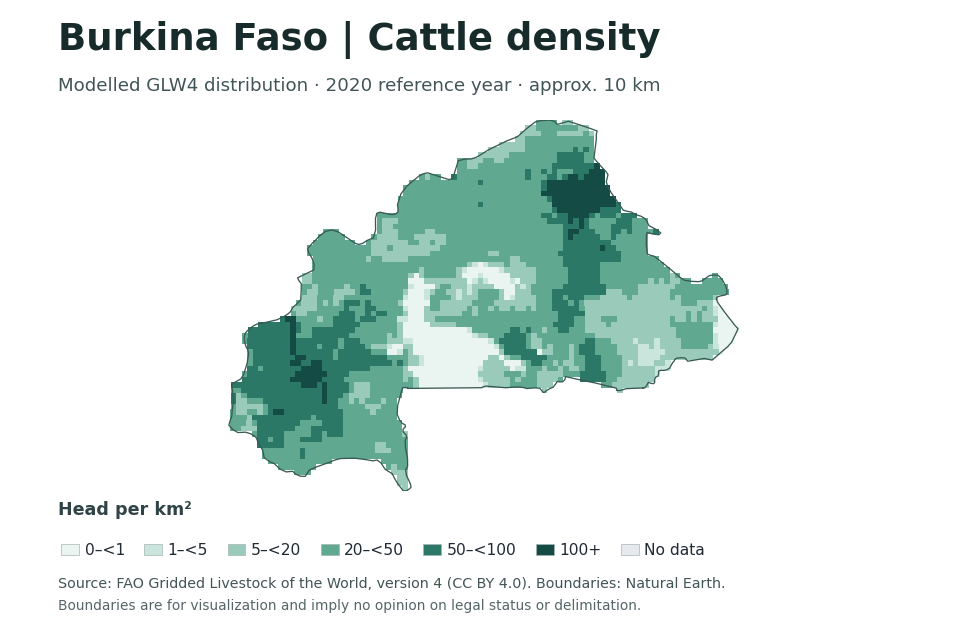 Burkina Faso | Cattle density
Modelled GLW4 distribution · 2020 reference year · approx. 10 km
Head per km²
0–<1 1–<5 5–<20 20–<50 50–<100 100+ No data
Source: FAO Gridded Livestock of the World, version 4 (CC BY 4.0). Boundaries: Natural Earth.
Boundaries are for visualization and imply no opinion on legal status or delimitation.